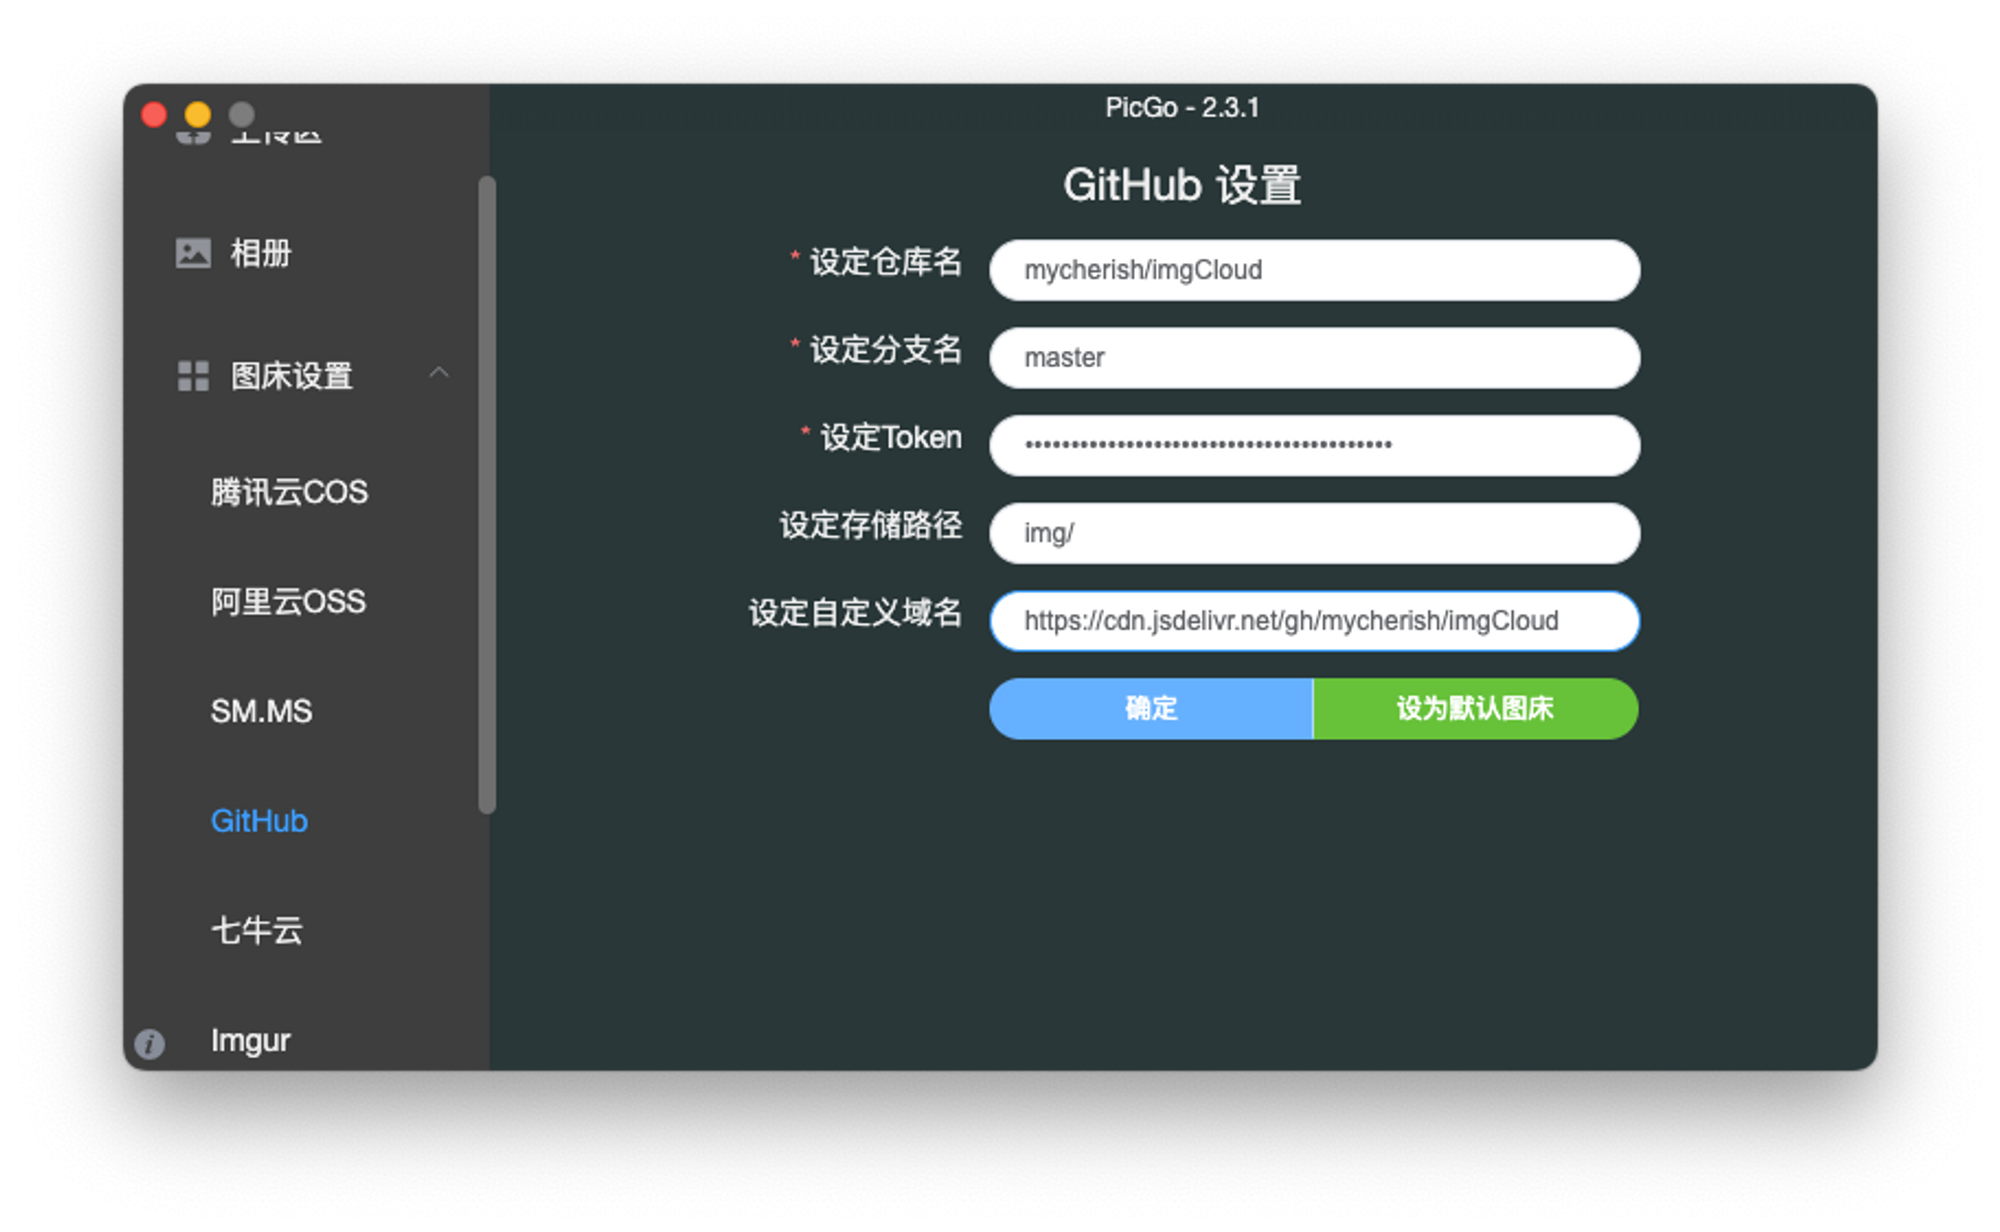 PicGo - 2.3.1
上传区
相册
图床设置
腾讯云COS
阿里云OSS
SM.MS
GitHub
七牛云
Imgur
GitHub 设置
* 设定仓库名
mycherish/imgCloud
* 设定分支名
master
* 设定Token
••••••••••••••••••••••••••••••••••••••••
设定存储路径
img/
设定自定义域名
https://cdn.jsdelivr.net/gh/mycherish/imgCloud
确定
设为默认图床